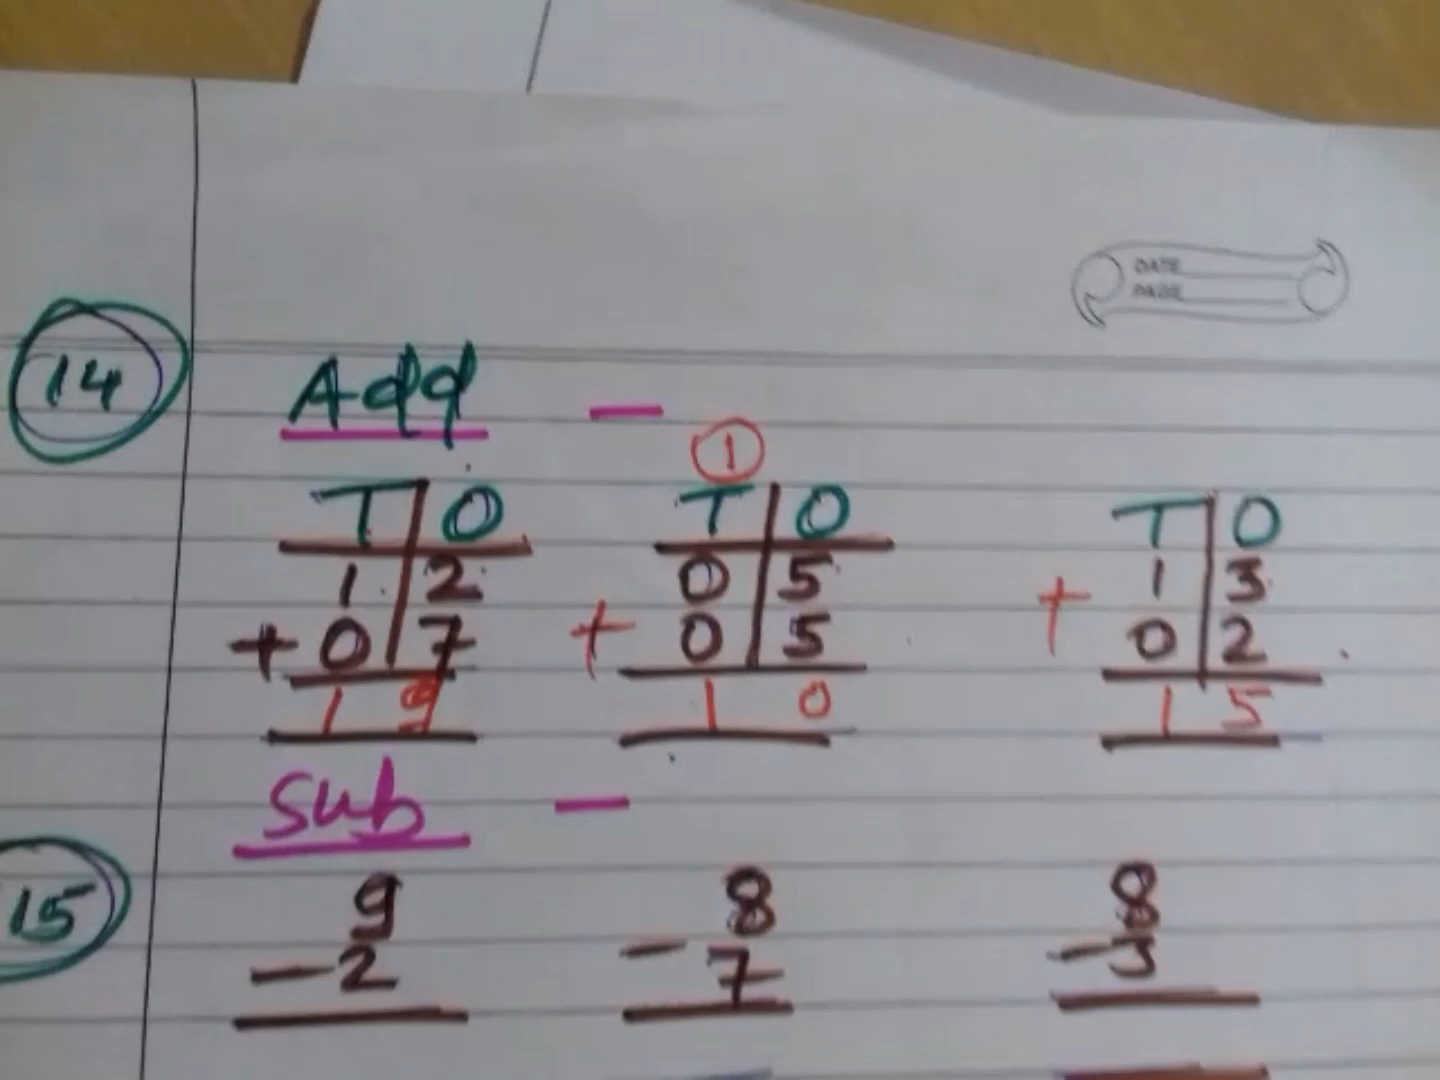 DATE
PAGE
14 Add -
1
T O T O T O
1 2 0 5 1 3
+ 0 7 + 0 5 + 0 2
1 9 1 0 1 5
Sub -
15 9 8 8
- 2 - 7 - 3